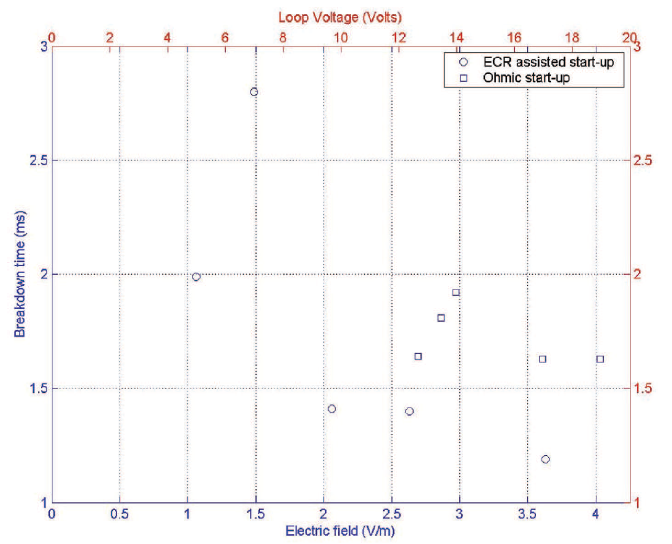 Loop Voltage (Volts)
0 2 4 6 8 10 12 14 16 18 20
ECR assisted start-up
Ohmic start-up
3 3
2.5 2.5
2 2
1.5 1.5
1 1
Breakdown time (ms)
0 0.5 1 1.5 2 2.5 3 3.5 4
Electric field (V/m)